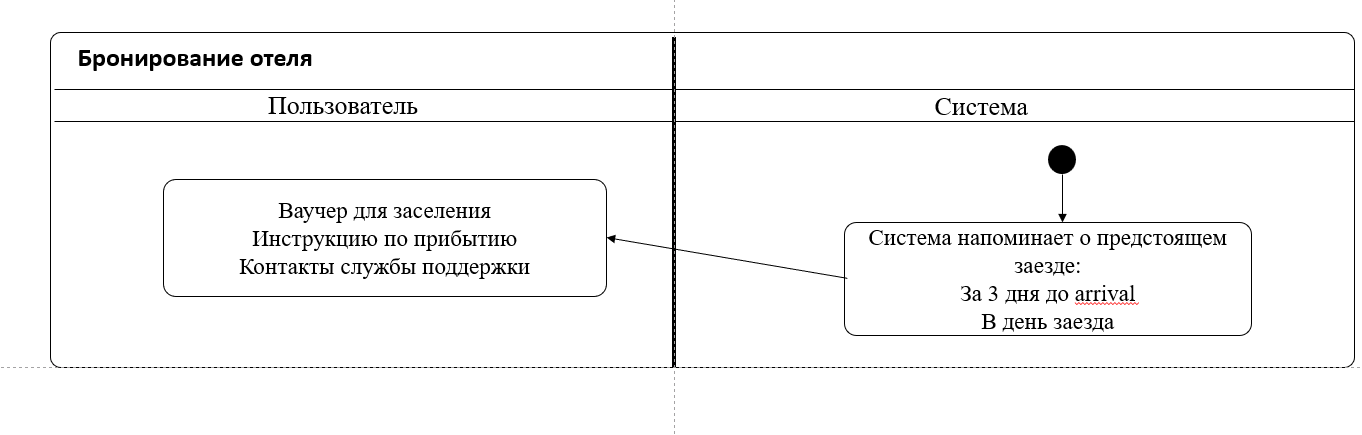 Бронирование отеля
Пользователь
Система
Ваучер для заселения
Инструкцию по прибытию
Контакты службы поддержки
Система напоминает о предстоящем
заезде:
За 3 дня до arrival
В день заезда